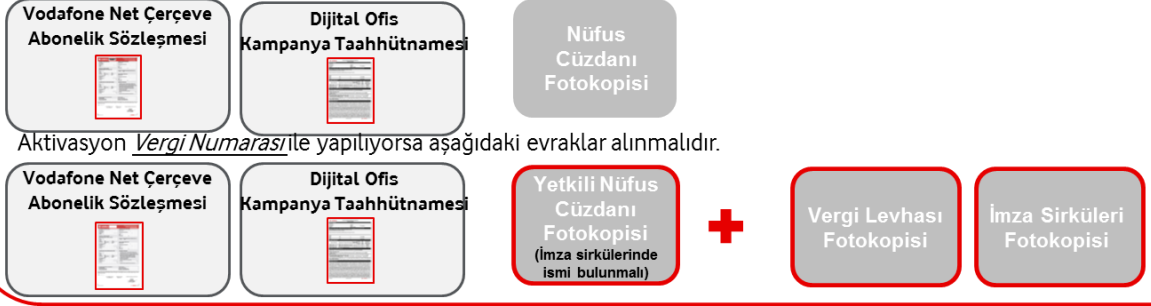 Vodafone Net Çerçeve
Abonelik Sözleşmesi
Dijital Ofis
Kampanya Taahhütnamesi
Nüfus
Cüzdanı
Fotokopisi
Aktivasyon Vergi Numarası ile yapılıyorsa aşağıdaki evraklar alınmalıdır.
Vodafone Net Çerçeve
Abonelik Sözleşmesi
Dijital Ofis
Kampanya Taahhütnamesi
Yetkili Nüfus
Cüzdanı
Fotokopisi
(İmza sirkülerinde
ismi bulunmalı)
Vergi Levhası
Fotokopisi
İmza Sirküleri
Fotokopisi